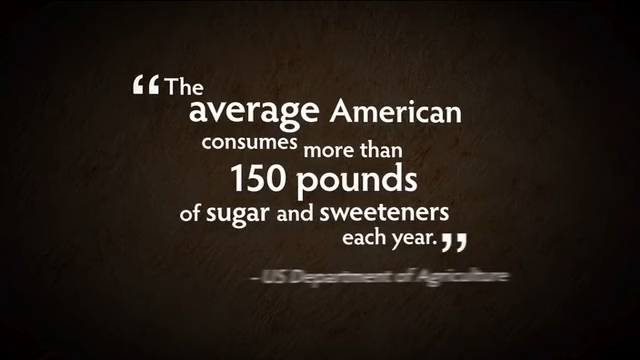 “The
average American
consumes more than
150 pounds
of sugar and sweeteners
each year.”
– US Department of Agriculture